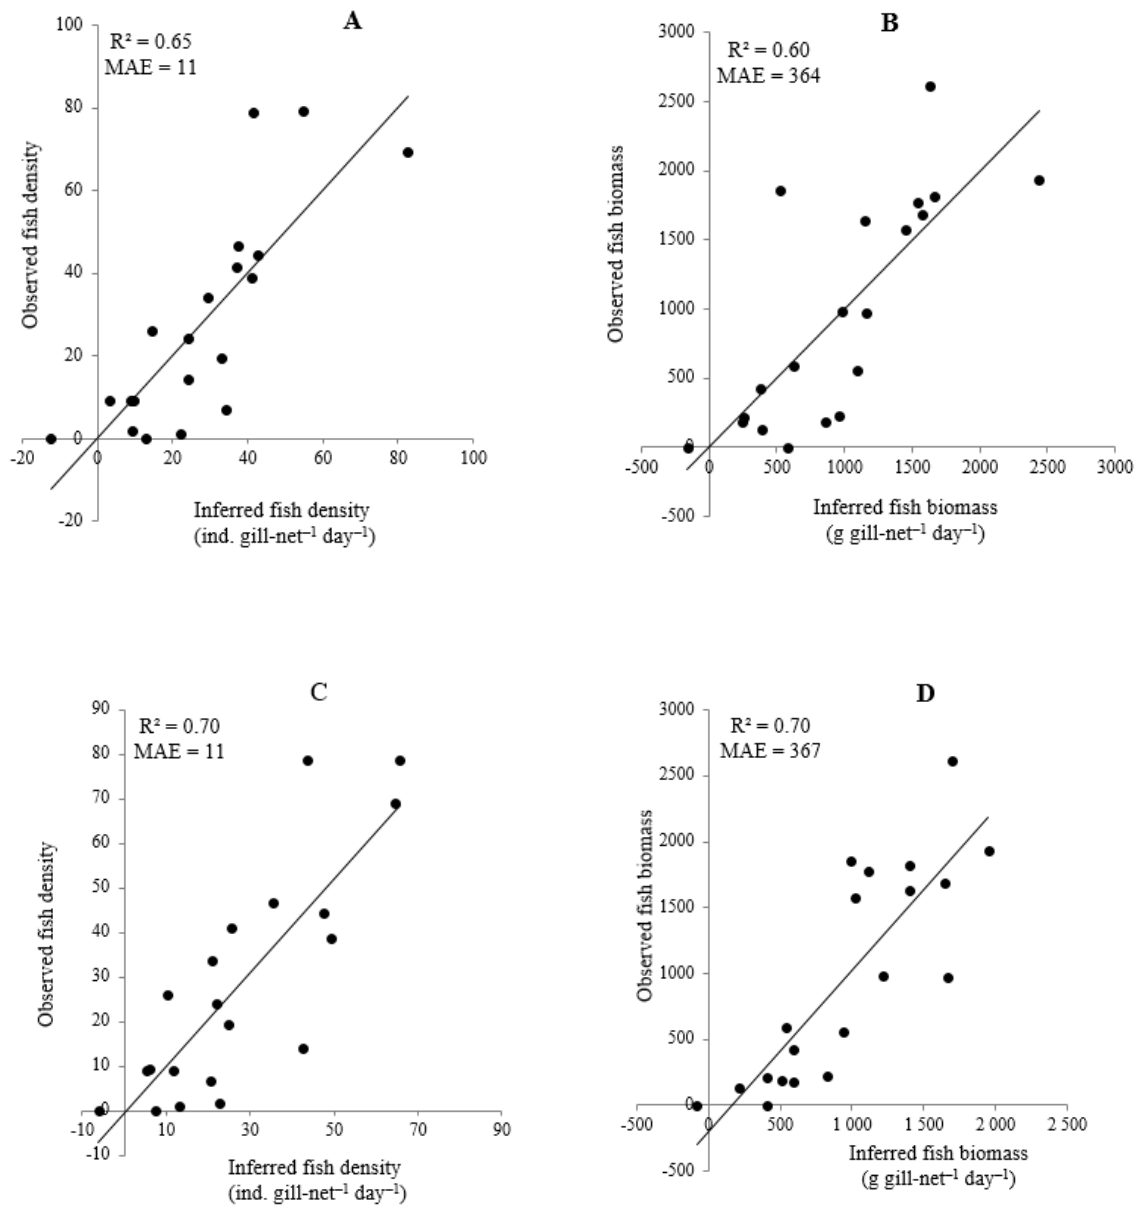 A
R² = 0.65
MAE = 11
100
80
60
40
20
0
-20
-20
0
20
40
60
80
100
Observed fish density
Inferred fish density
(ind. gill-net⁻¹ day⁻¹)
B
R² = 0.60
MAE = 364
3000
2500
2000
1500
1000
500
0
-500
-500
0
500
1000
1500
2000
2500
3000
Observed fish biomass
Inferred fish biomass
(g gill-net⁻¹ day⁻¹)
C
R² = 0.70
MAE = 11
90
80
70
60
50
40
30
20
10
0
-10
-10
10
30
50
70
90
Observed fish density
Inferred fish density
(ind. gill-net⁻¹ day⁻¹)
D
R² = 0.70
MAE = 367
3000
2500
2000
1500
1000
500
0
-500
-500
0
500
1 000
1 500
2 000
2 500
Observed fish biomass
Inferred fish biomass
(g gill-net⁻¹ day⁻¹)